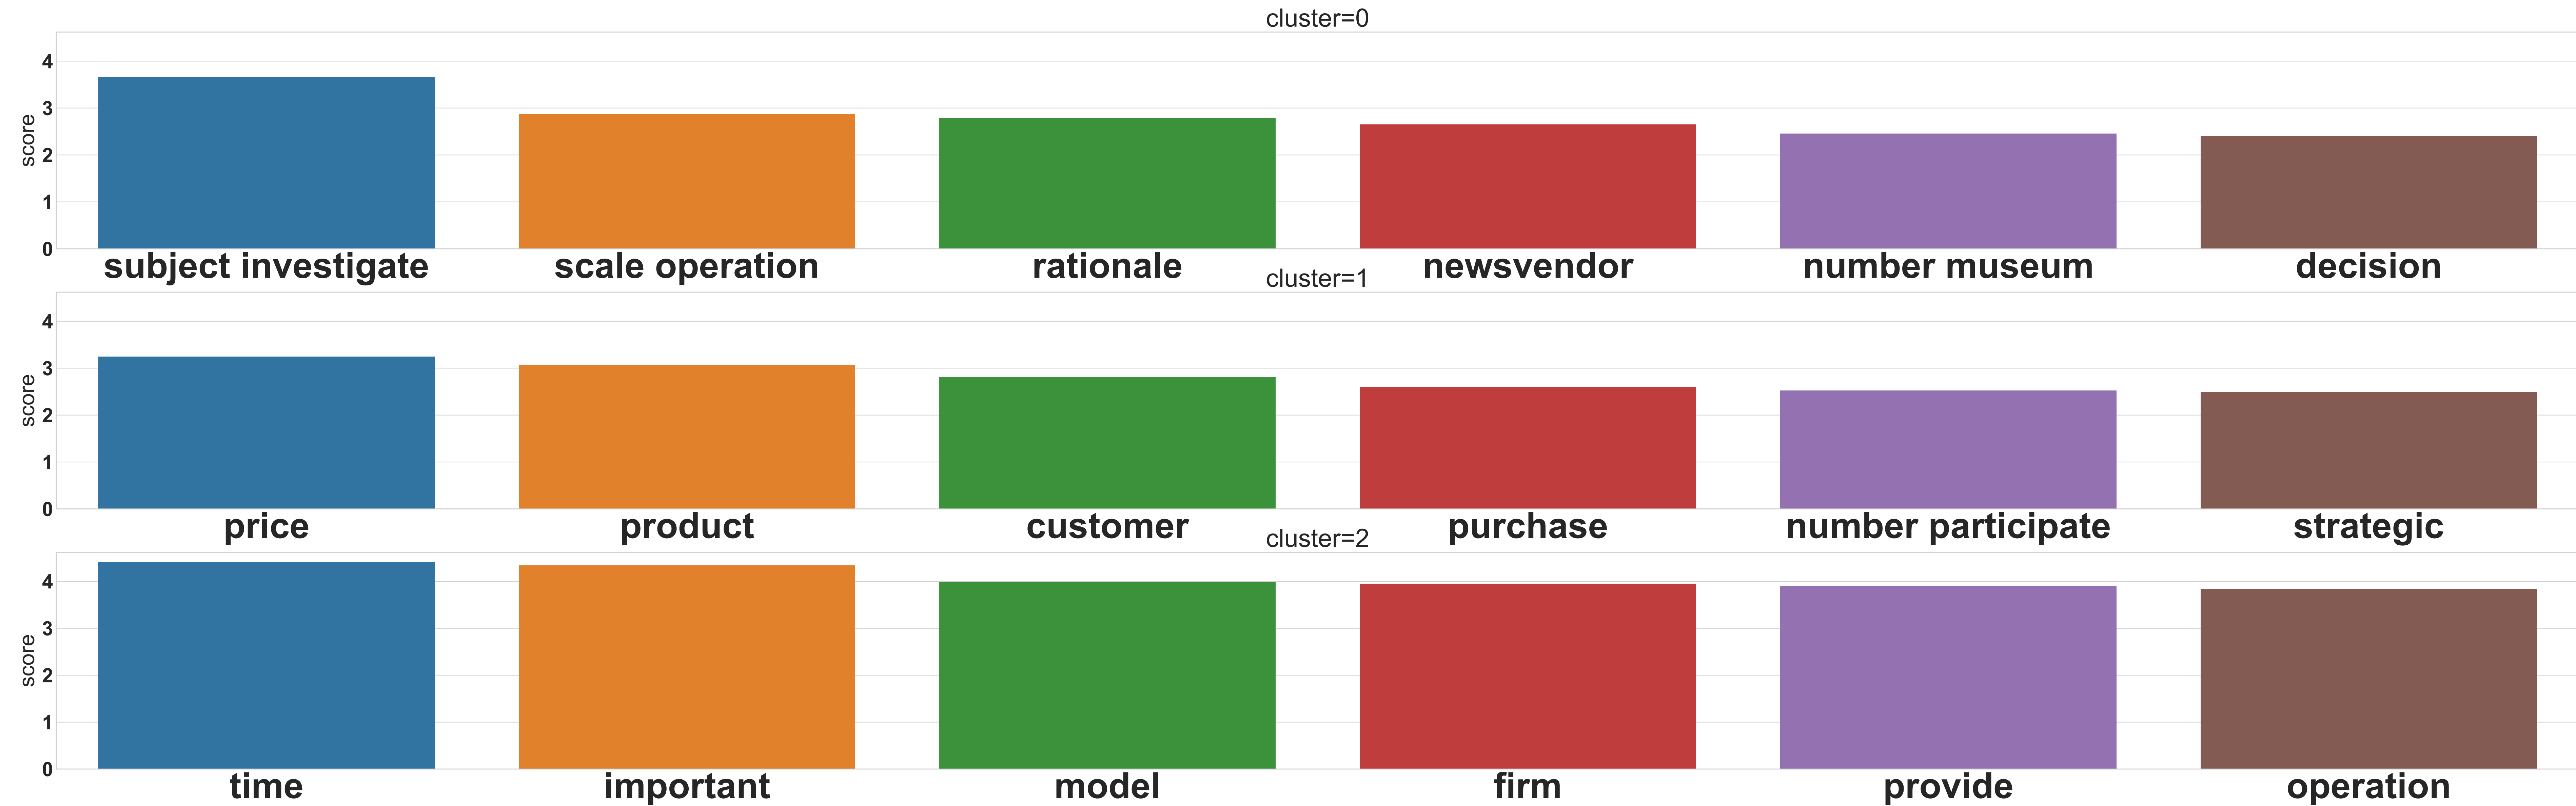 cluster=0
4
3
2
1
0
score
subject investigate scale operation rationale newsvendor number museum decision
cluster=1
4
3
2
1
0
score
price product customer purchase number participate strategic
cluster=2
4
3
2
1
0
score
time important model firm provide operation